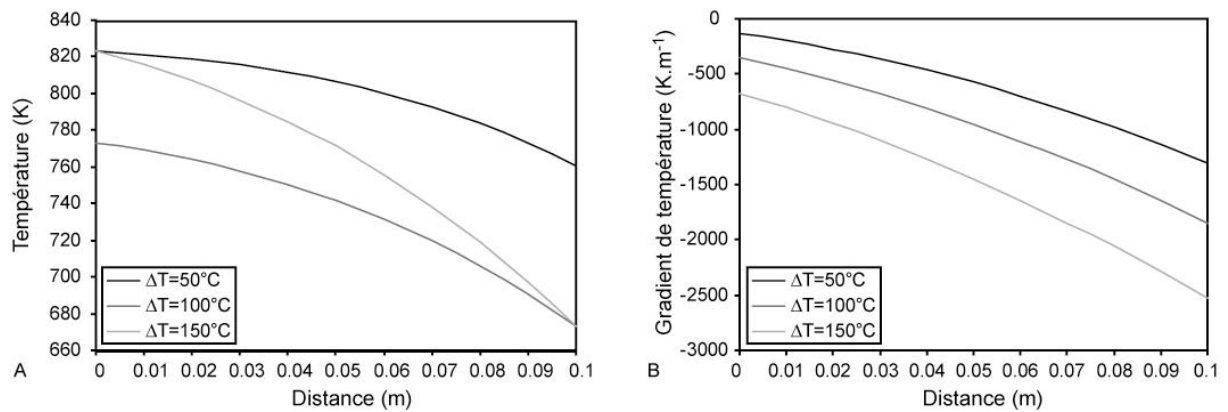 840
820
800
780
760
740
720
700
680
660
Température (K)
ΔT=50°C
ΔT=100°C
ΔT=150°C
0 0.01 0.02 0.03 0.04 0.05 0.06 0.07 0.08 0.09 0.1
Distance (m)
A
0
-500
-1000
-1500
-2000
-2500
-3000
Gradient de température (K.m⁻¹)
ΔT=50°C
ΔT=100°C
ΔT=150°C
0 0.01 0.02 0.03 0.04 0.05 0.06 0.07 0.08 0.09 0.1
Distance (m)
B